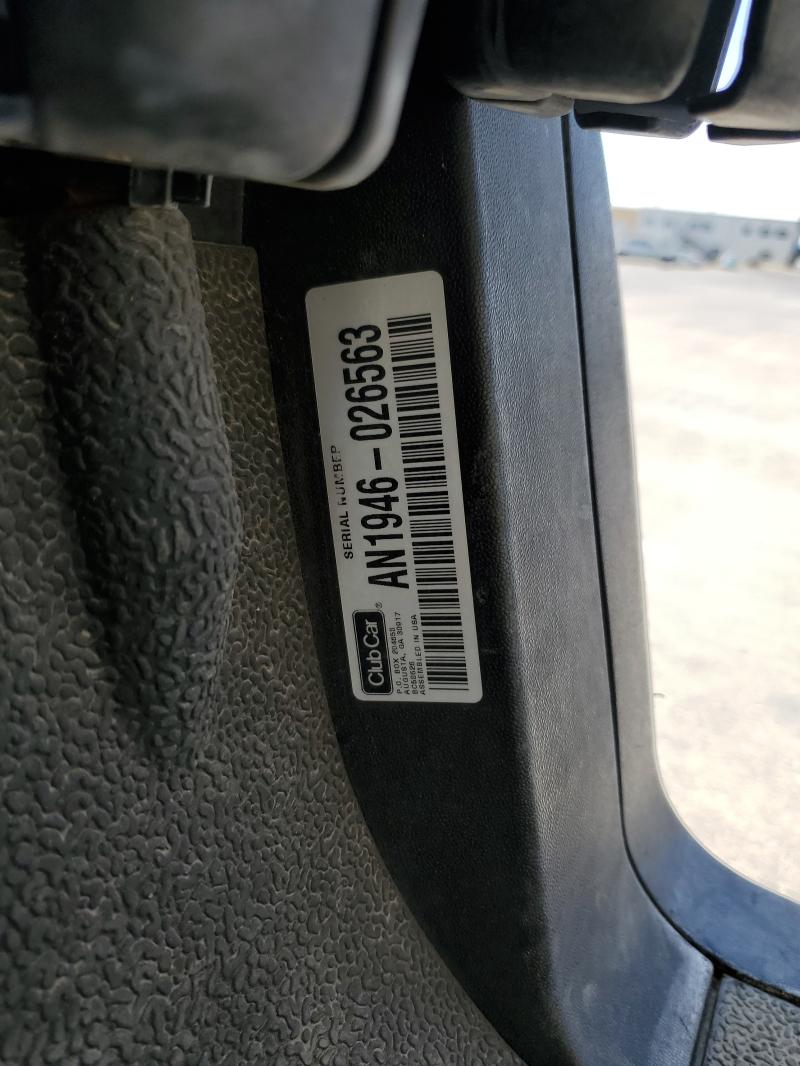 SERIAL NUMBER
AN1946-026563
Club Car®
P.O. BOX 204658
AUGUSTA, GA 30917
ASSEMBLED IN USA